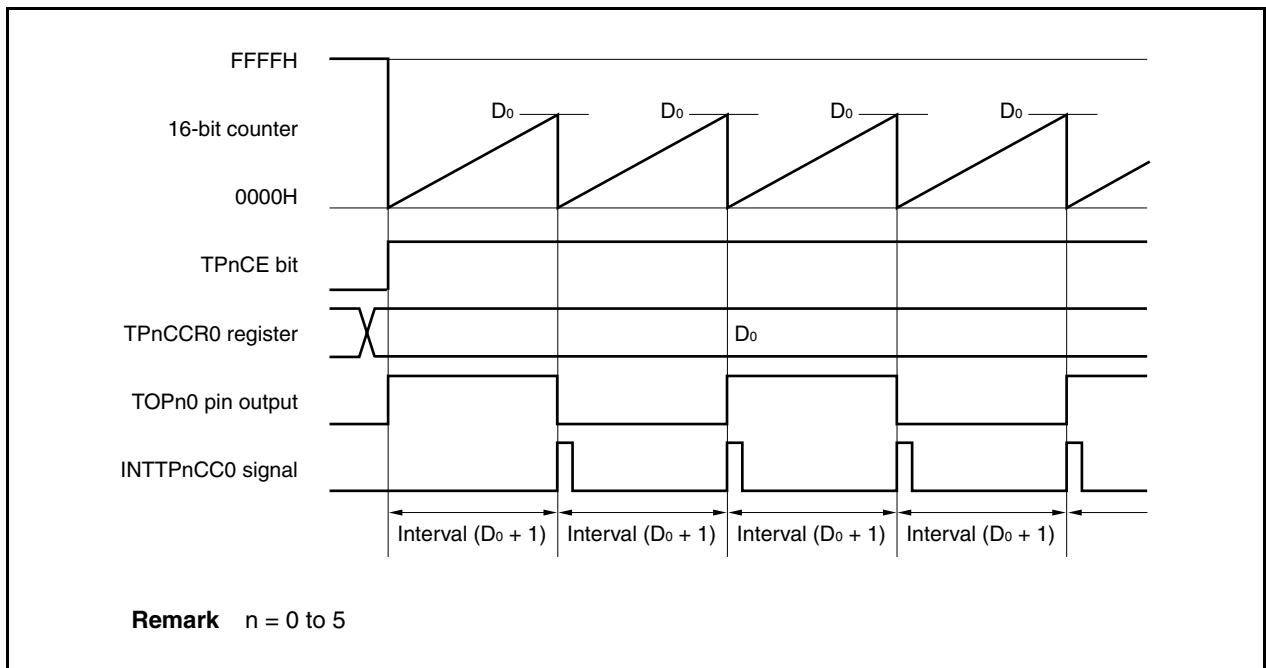 FFFFH
D0 D0 D0 D0
16-bit counter
0000H
TPnCE bit
TPnCCR0 register D0
TOPn0 pin output
INTTPnCC0 signal
Interval (D0 + 1) Interval (D0 + 1) Interval (D0 + 1) Interval (D0 + 1)
Remark n = 0 to 5